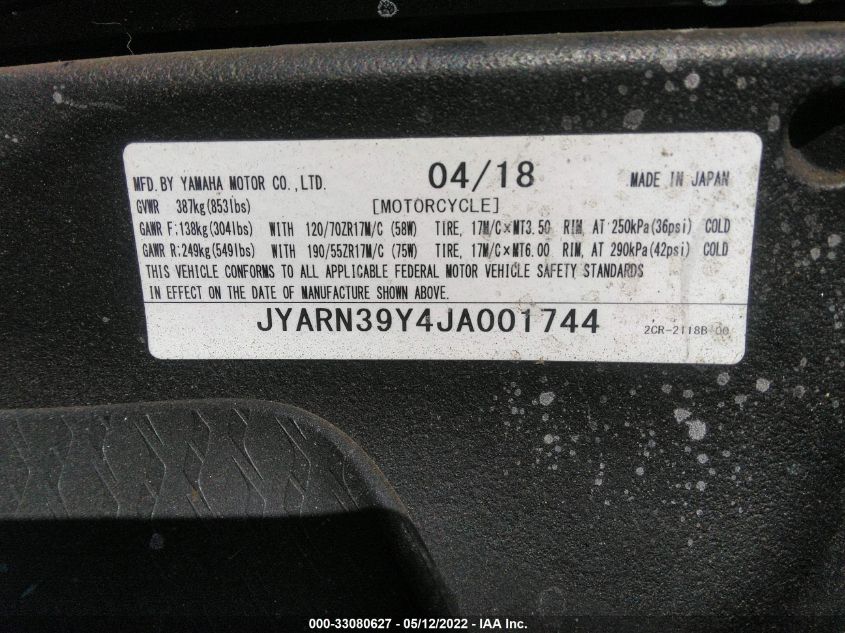 MFD. BY YAMAHA MOTOR CO., LTD. 04/18 MADE IN JAPAN
GVWR 387kg(853lbs) [MOTORCYCLE]
GAWR F:138kg(304lbs) WITH 120/70ZR17M/C (58W) TIRE, 17M/C×MT3.50 RIM, AT 250kPa(36psi) COLD
GAWR R:249kg(549lbs) WITH 190/55ZR17M/C (75W) TIRE, 17M/C×MT6.00 RIM, AT 290kPa(42psi) COLD
THIS VEHICLE CONFORMS TO ALL APPLICABLE FEDERAL MOTOR VEHICLE SAFETY STANDARDS
IN EFFECT ON THE DATE OF MANUFACTURE SHOWN ABOVE.
JYARN39Y4JA001744 2CR-2118B-00
000-33080627 - 05/12/2022 - IAA Inc.